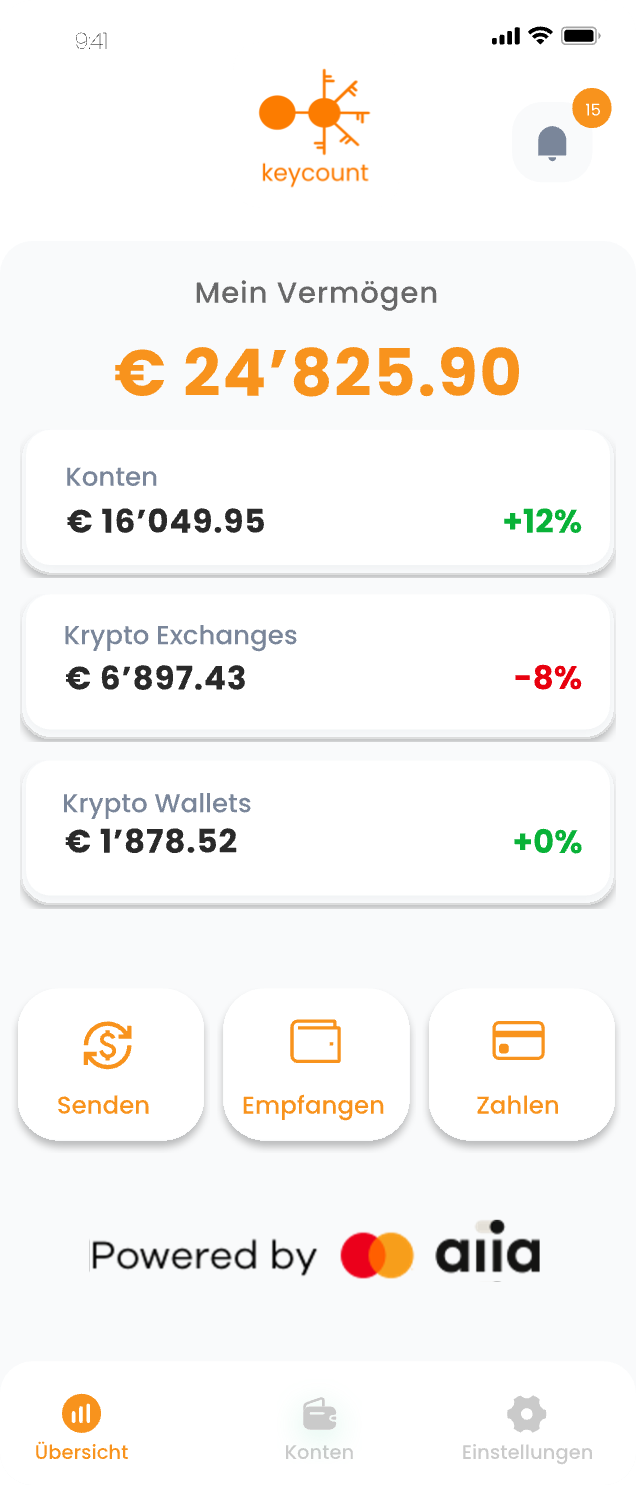 9:41
15
keycount
Mein Vermögen
€ 24’825.90
Konten
€ 16’049.95 +12%
Krypto Exchanges
€ 6’897.43 -8%
Krypto Wallets
€ 1’878.52 +0%
Senden Empfangen Zahlen
Powered by aiia
Übersicht Konten Einstellungen